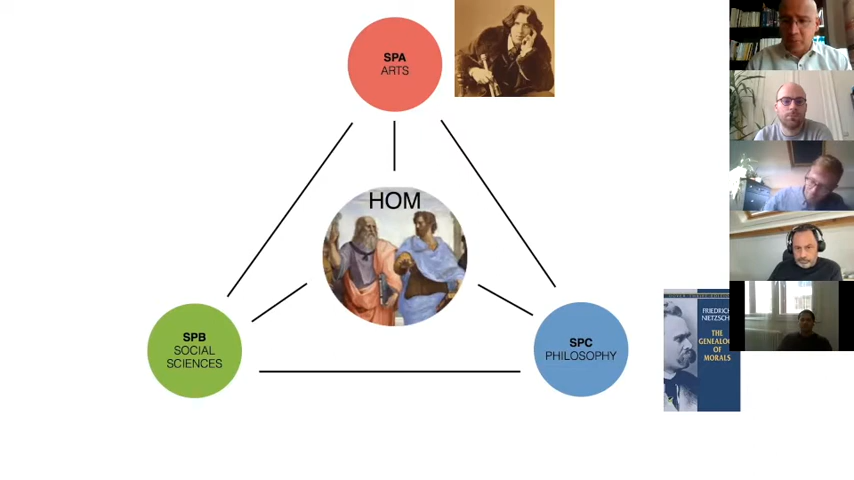 SPA
ARTS
HOM
SPB
SOCIAL
SCIENCES
SPC
PHILOSOPHY
FRIEDRICH
NIETZSCHE
THE
GENEALOGY
OF
MORALS